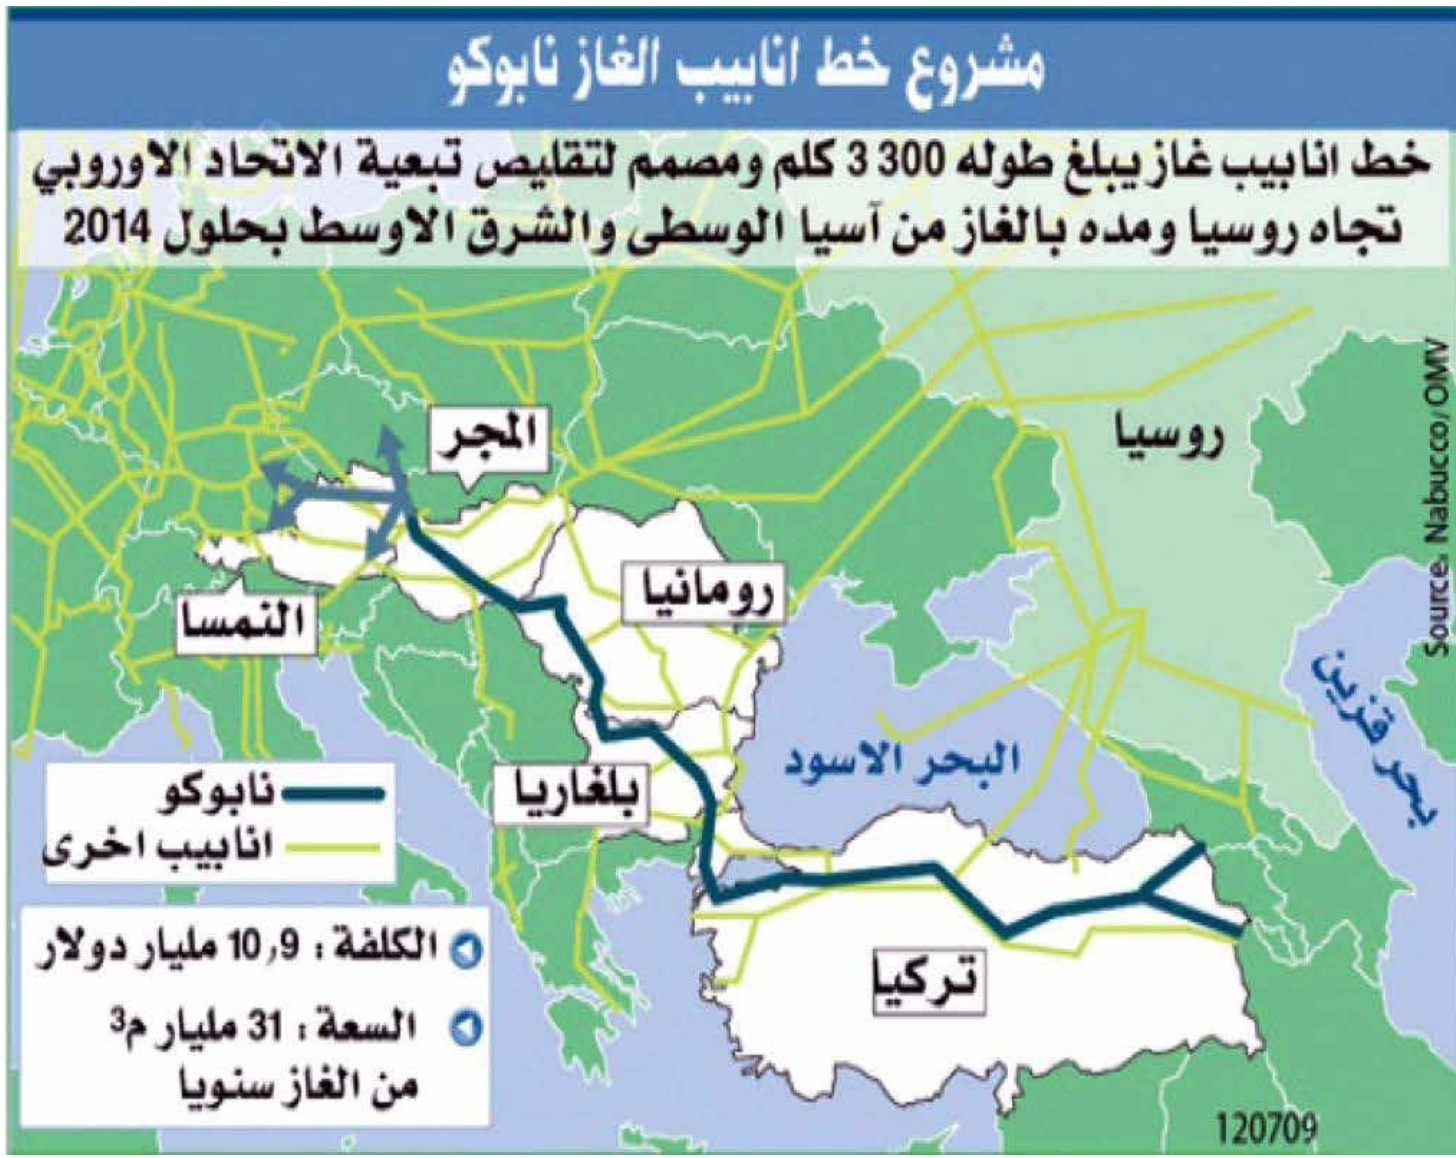 مشروع خط انابيب الغاز نابوكو
خط انابيب غاز يبلغ طوله 300 3 كلم ومصمم لتقليص تبعية الاتحاد الاوروبي
تجاه روسيا ومده بالغاز من آسيا الوسطى والشرق الاوسط بحلول 2014
روسيا
المجر
رومانيا
النمسا
بحر قزوين
البحر الاسود
بلغاريا
نابوكو
انابيب اخرى
تركيا
الكلفة : 10,9 مليار دولار
السعة : 31 مليار م3
من الغاز سنويا
120709
Source: Nabucco/OMV